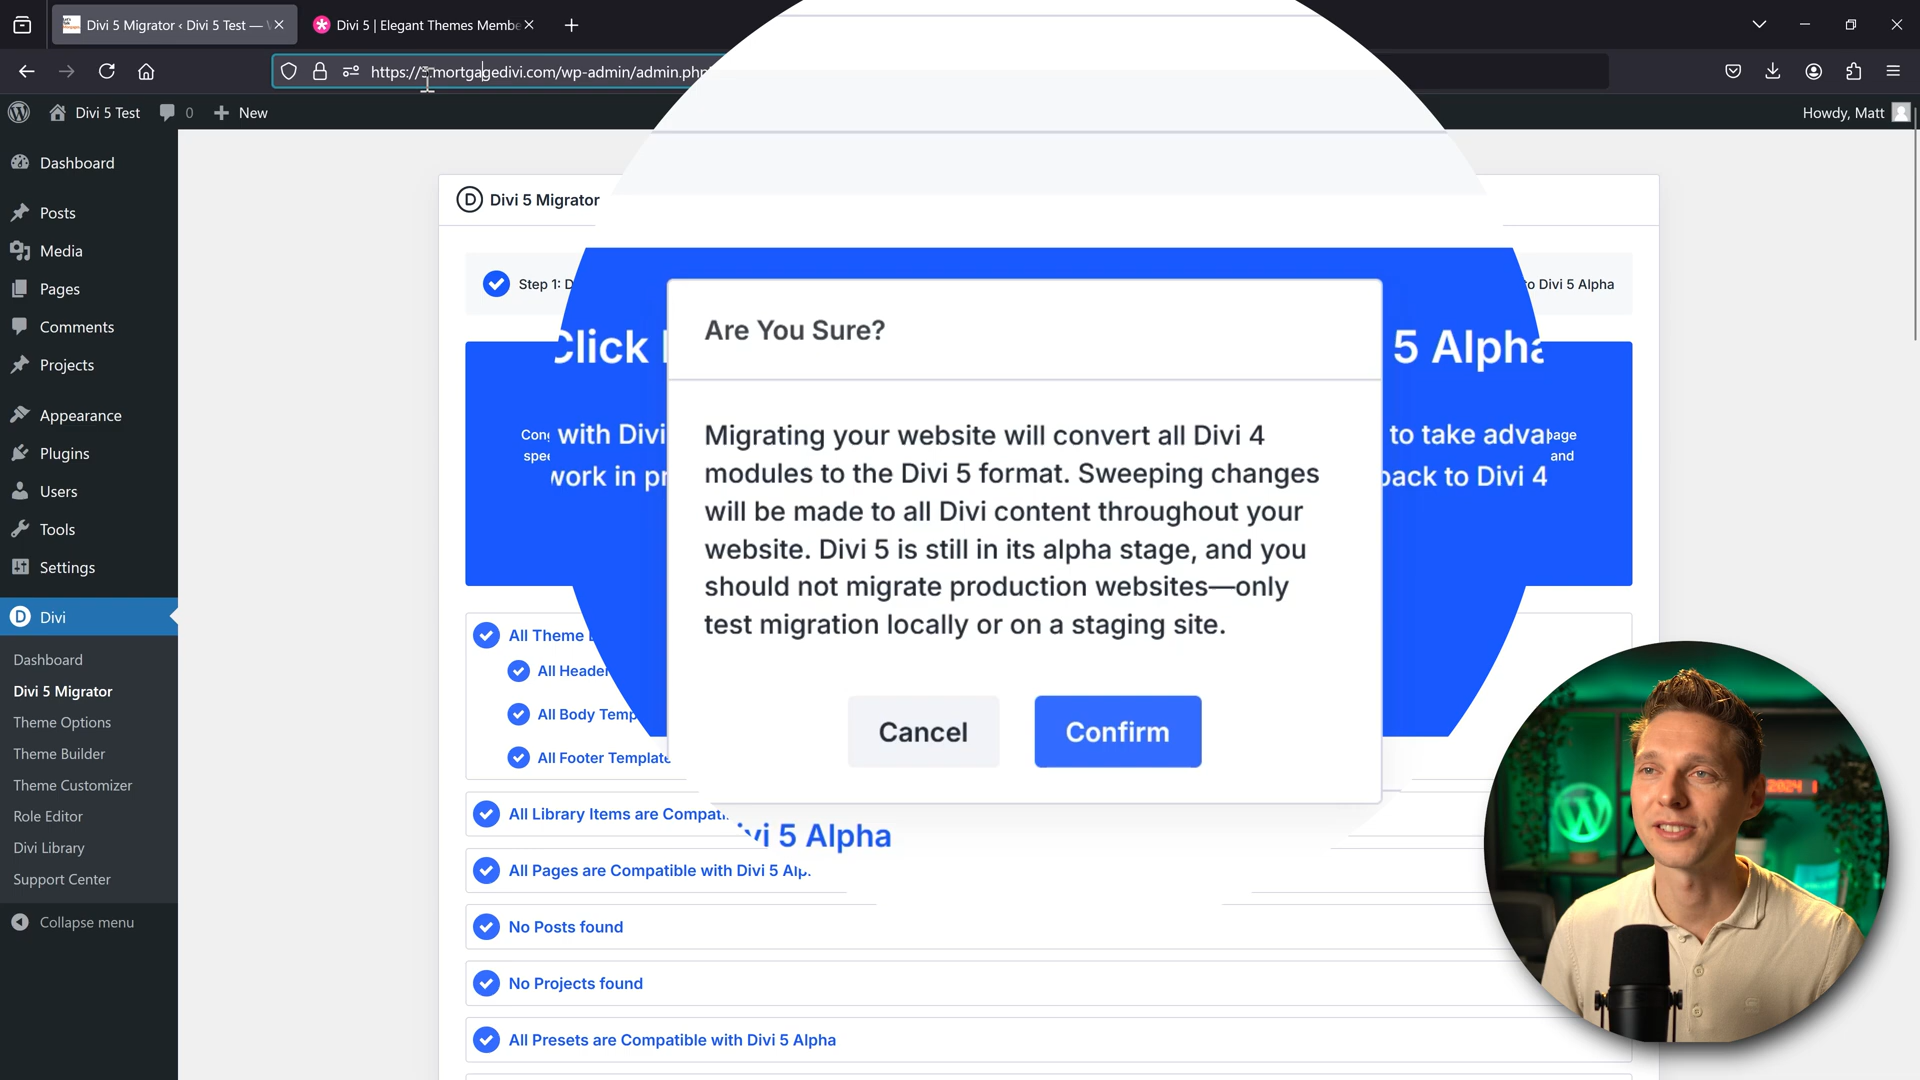 Divi 5 Migrator ‹ Divi 5 Test —
Divi 5 | Elegant Themes Membe
mortgagedivi.com/wp-admin/admin.php
Divi 5 Test
0
New
Howdy, Matt
Dashboard
Posts
Media
Pages
Comments
Projects
Appearance
Plugins
Users
Tools
Settings
Divi
Dashboard
Divi 5 Migrator
Theme Options
Theme Builder
Theme Customizer
Role Editor
Divi Library
Support Center
Collapse menu
Divi 5 Migrator
Step 1: D
to Divi 5 Alpha
Click
5 Alpha
with Divi
to take adva
page
and
work in pr
back to Divi 4
Are You Sure?
Migrating your website will convert all Divi 4
modules to the Divi 5 format. Sweeping changes
will be made to all Divi content throughout your
website. Divi 5 is still in its alpha stage, and you
should not migrate production websites—only
test migration locally or on a staging site.
Cancel
Confirm
All Theme
All Header
All Body Temp
All Footer Template
All Library Items are Compat
Divi 5 Alpha
All Pages are Compatible with Divi 5 Alp
No Posts found
No Projects found
All Presets are Compatible with Divi 5 Alpha
2024